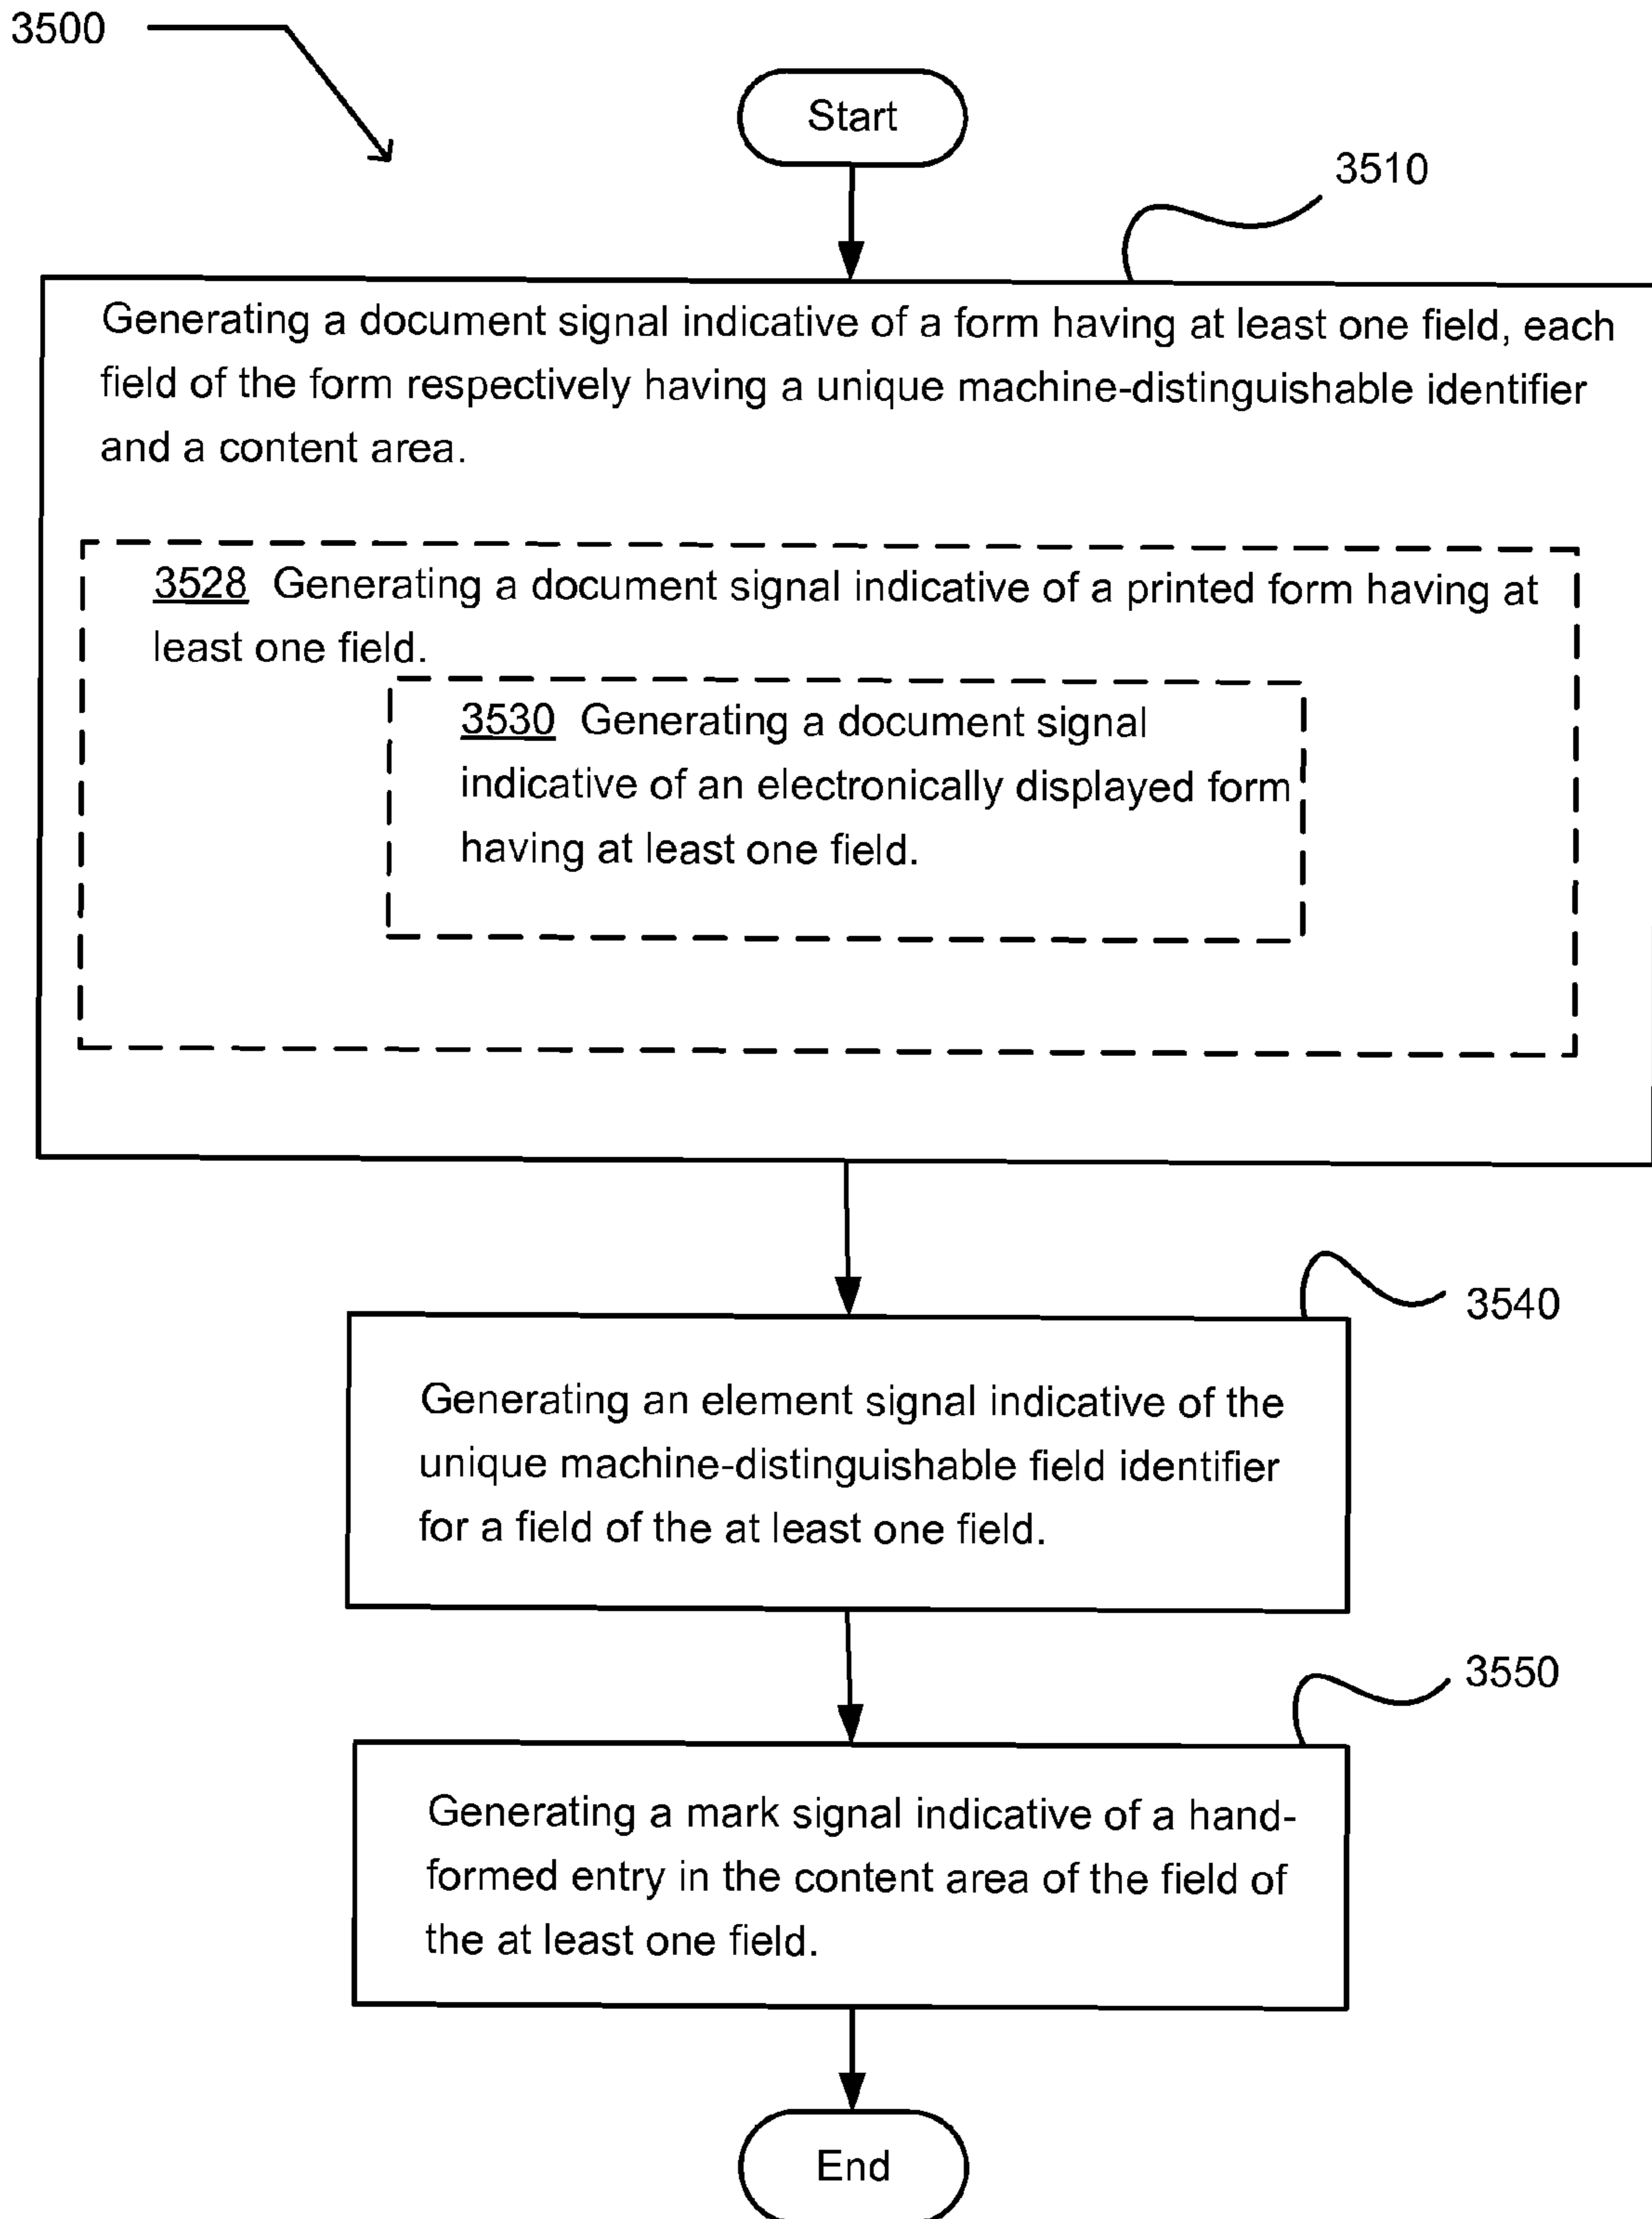 3500
Start
3510
Generating a document signal indicative of a form having at least one field, each
field of the form respectively having a unique machine-distinguishable identifier
and a content area.
3528 Generating a document signal indicative of a printed form having at
least one field.
3530 Generating a document signal
indicative of an electronically displayed form
having at least one field.
3540
Generating an element signal indicative of the
unique machine-distinguishable field identifier
for a field of the at least one field.
3550
Generating a mark signal indicative of a hand-
formed entry in the content area of the field of
the at least one field.
End